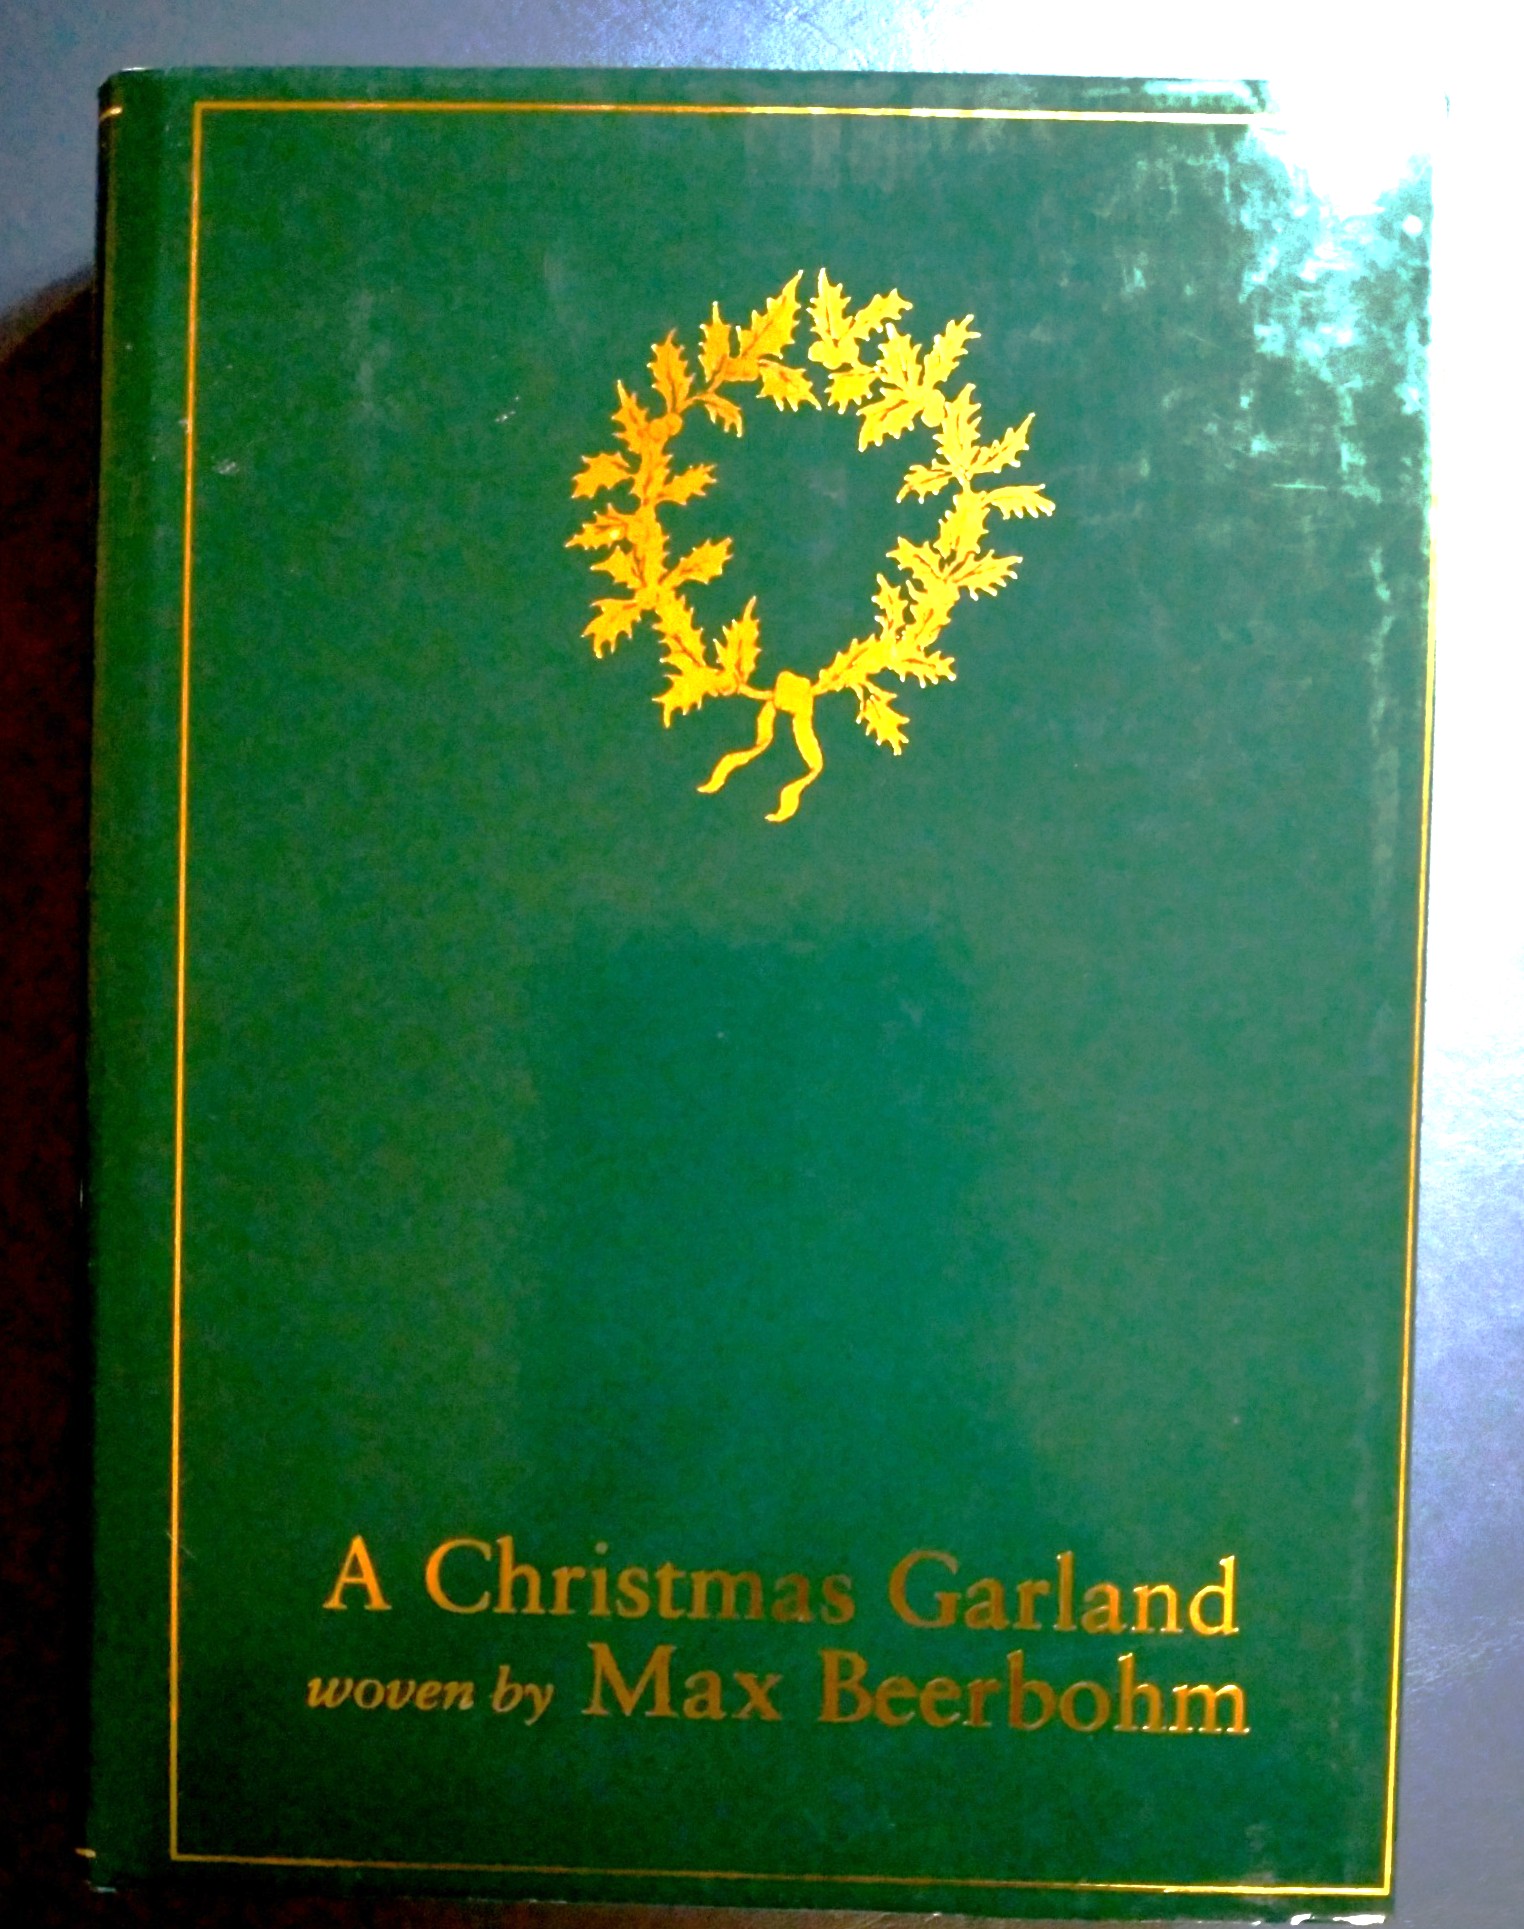 A Christmas Garland
woven by Max Beerbohm